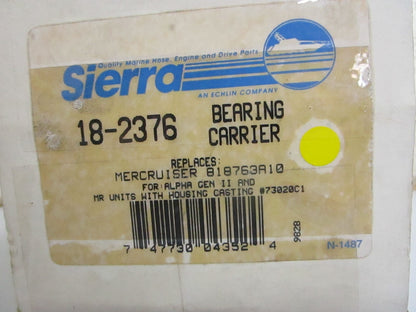 Quality Marine Hose, Engine and Drive Parts
Sierra
AN ECHLIN COMPANY
18-2376 BEARING CARRIER
REPLACES:
MERCRUISER 818763A10
FOR ALPHA GEN II AND
MR UNITS WITH HOUSING CASTING #73020C1
7 47730 04352 4
9828
N-1487